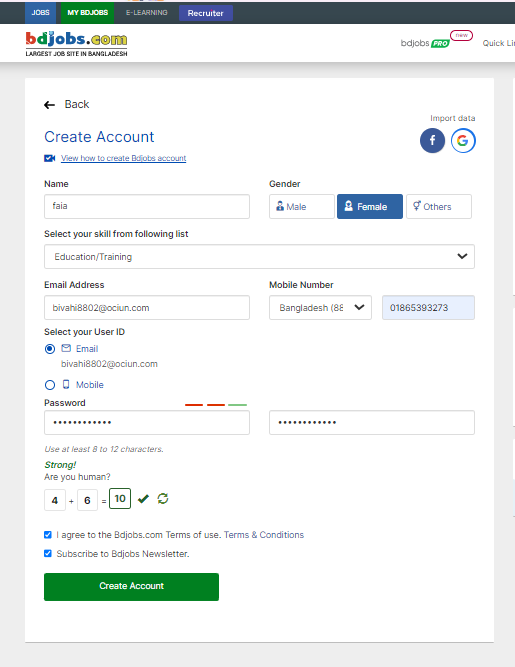 JOBS MY BDJOBS E-LEARNING Recruiter
bdjobs.com
LARGEST JOB SITE IN BANGLADESH
bdjobs PRO new Quick Li
Back
Import data
Create Account
f G
View how to create Bdjobs account
Name Gender
faia Male Female Others
Select your skill from following list
Education/Training
Email Address Mobile Number
bivahi8802@ociun.com Bangladesh (88 01865393273
Select your User ID
Email
bivahi8802@ociun.com
Mobile
Password
•••••••••••• ••••••••••••
Use at least 8 to 12 characters.
Strong!
Are you human?
4 + 6 = 10
I agree to the Bdjobs.com Terms of use. Terms & Conditions
Subscribe to Bdjobs Newsletter.
Create Account